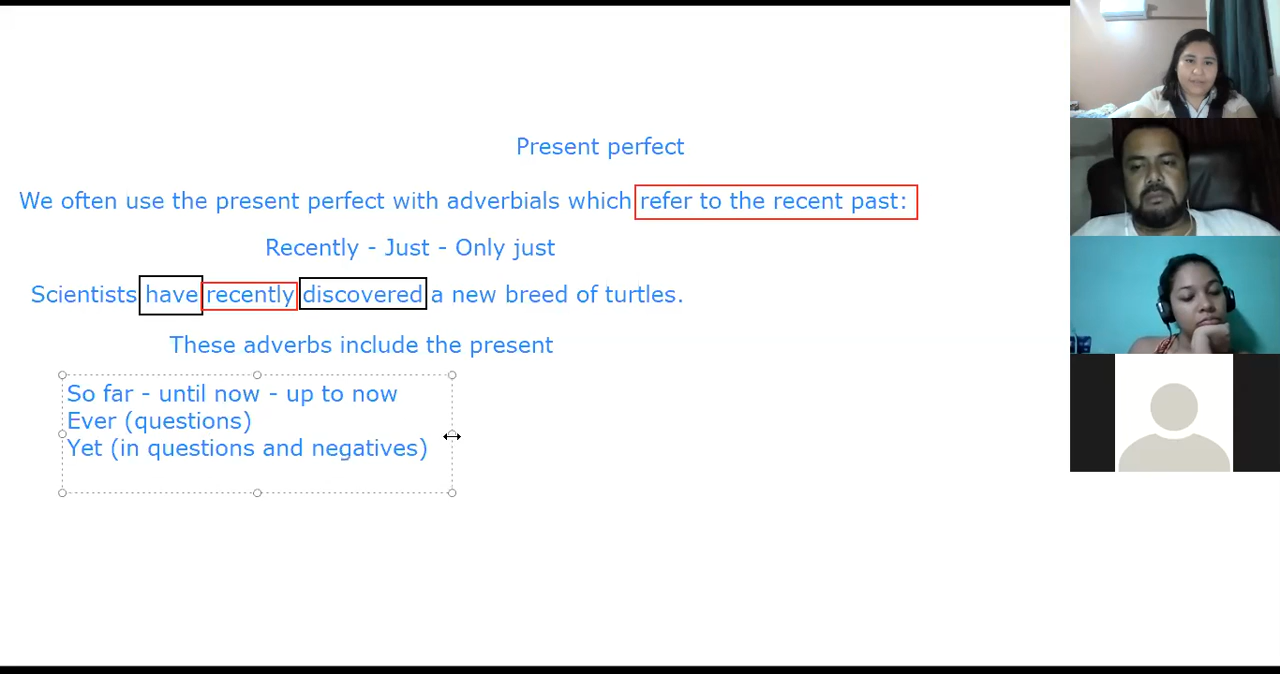 Present perfect
We often use the present perfect with adverbials which refer to the recent past:
Recently - Just - Only just
Scientists have recently discovered a new breed of turtles.
These adverbs include the present
So far - until now - up to now
Ever (questions)
Yet (in questions and negatives)